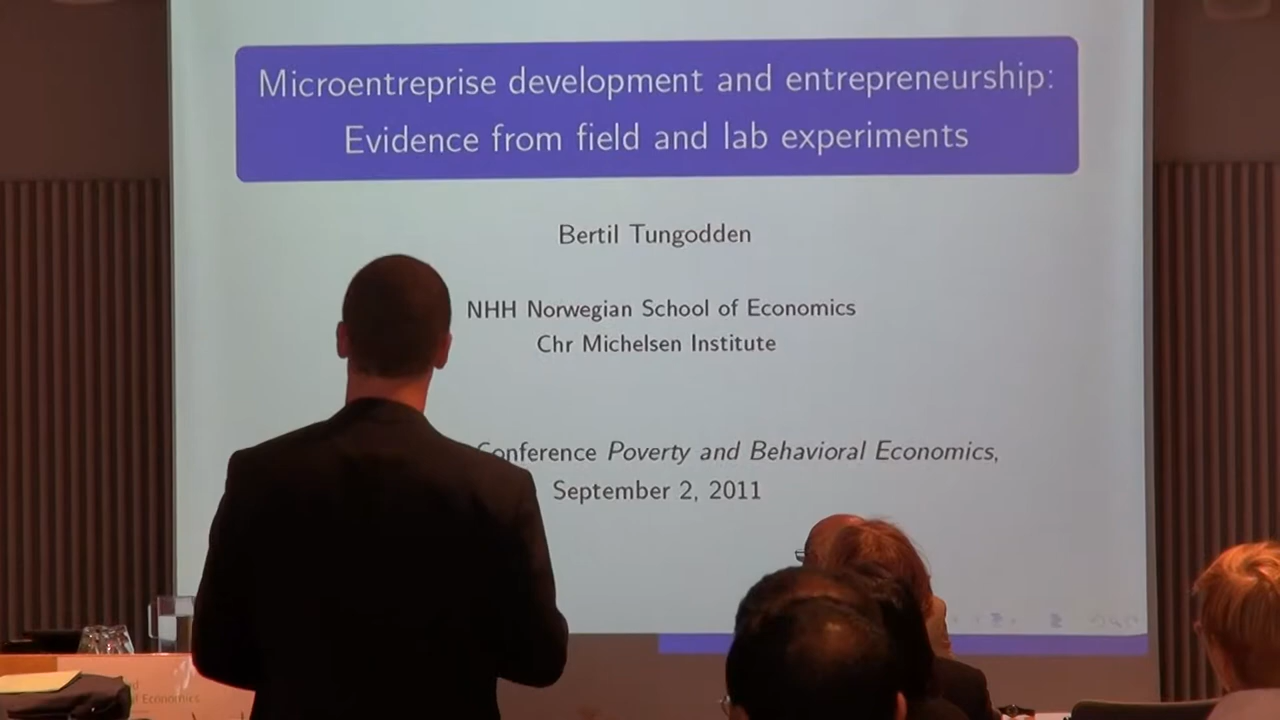 Microentreprise development and entrepreneurship:
Evidence from field and lab experiments
Bertil Tungodden
NHH Norwegian School of Economics
Chr Michelsen Institute
Conference Poverty and Behavioral Economics,
September 2, 2011
Economics